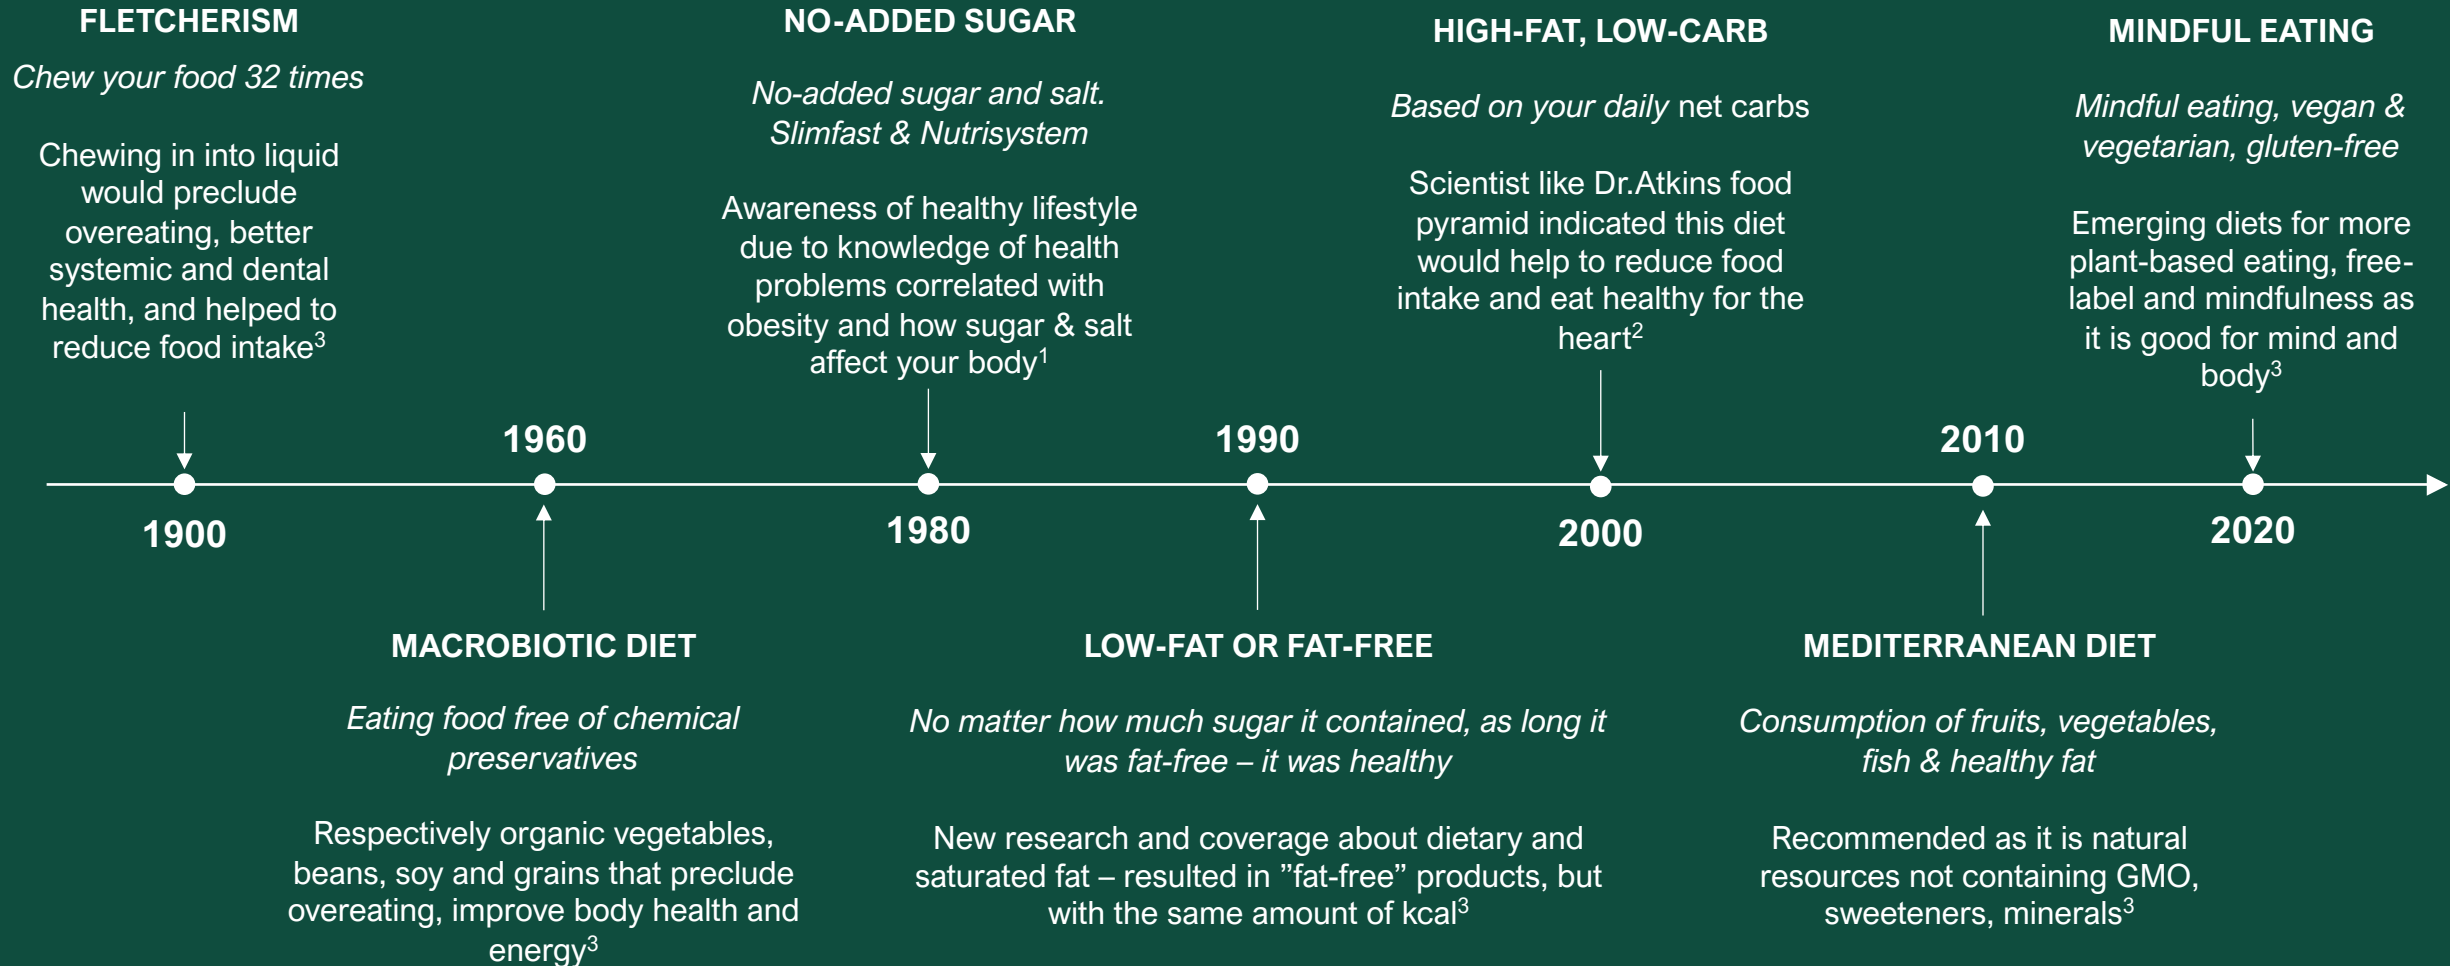 FLETCHERISM
Chew your food 32 times
Chewing in into liquid
would preclude
overeating, better
systemic and dental
health, and helped to
reduce food intake³
1900
1960
MACROBIOTIC DIET
Eating food free of chemical
preservatives
Respectively organic vegetables,
beans, soy and grains that preclude
overeating, improve body health and
energy³
NO-ADDED SUGAR
No-added sugar and salt.
Slimfast & Nutrisystem
Awareness of healthy lifestyle
due to knowledge of health
problems correlated with
obesity and how sugar & salt
affect your body¹
1980
1990
LOW-FAT OR FAT-FREE
No matter how much sugar it contained, as long it
was fat-free – it was healthy
New research and coverage about dietary and
saturated fat – resulted in ”fat-free” products, but
with the same amount of kcal³
HIGH-FAT, LOW-CARB
Based on your daily net carbs
Scientist like Dr.Atkins food
pyramid indicated this diet
would help to reduce food
intake and eat healthy for the
heart²
2000
2010
MEDITERRANEAN DIET
Consumption of fruits, vegetables,
fish & healthy fat
Recommended as it is natural
resources not containing GMO,
sweeteners, minerals³
MINDFUL EATING
Mindful eating, vegan &
vegetarian, gluten-free
Emerging diets for more
plant-based eating, free-
label and mindfulness as
it is good for mind and
body³
2020